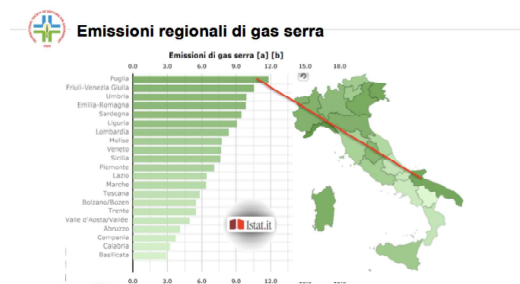 Emissioni regionali di gas serra
Emissioni di gas serra [a] [b]
0.0 3.0 6.0 9.0 12.0 15.0 18.0
Puglia
Friuli-Venezia Giulia
Umbria
Emilia-Romagna
Sardegna
Liguria
Lombardia
Molise
Veneto
Sicilia
Piemonte
Lazio
Marche
Toscana
Bolzano/Bozen
Trento
Valle d'Aosta/Vallée
Abruzzo
Campania
Calabria
Basilicata
Istat.it
0.0 3.0 6.0 9.0 12.0